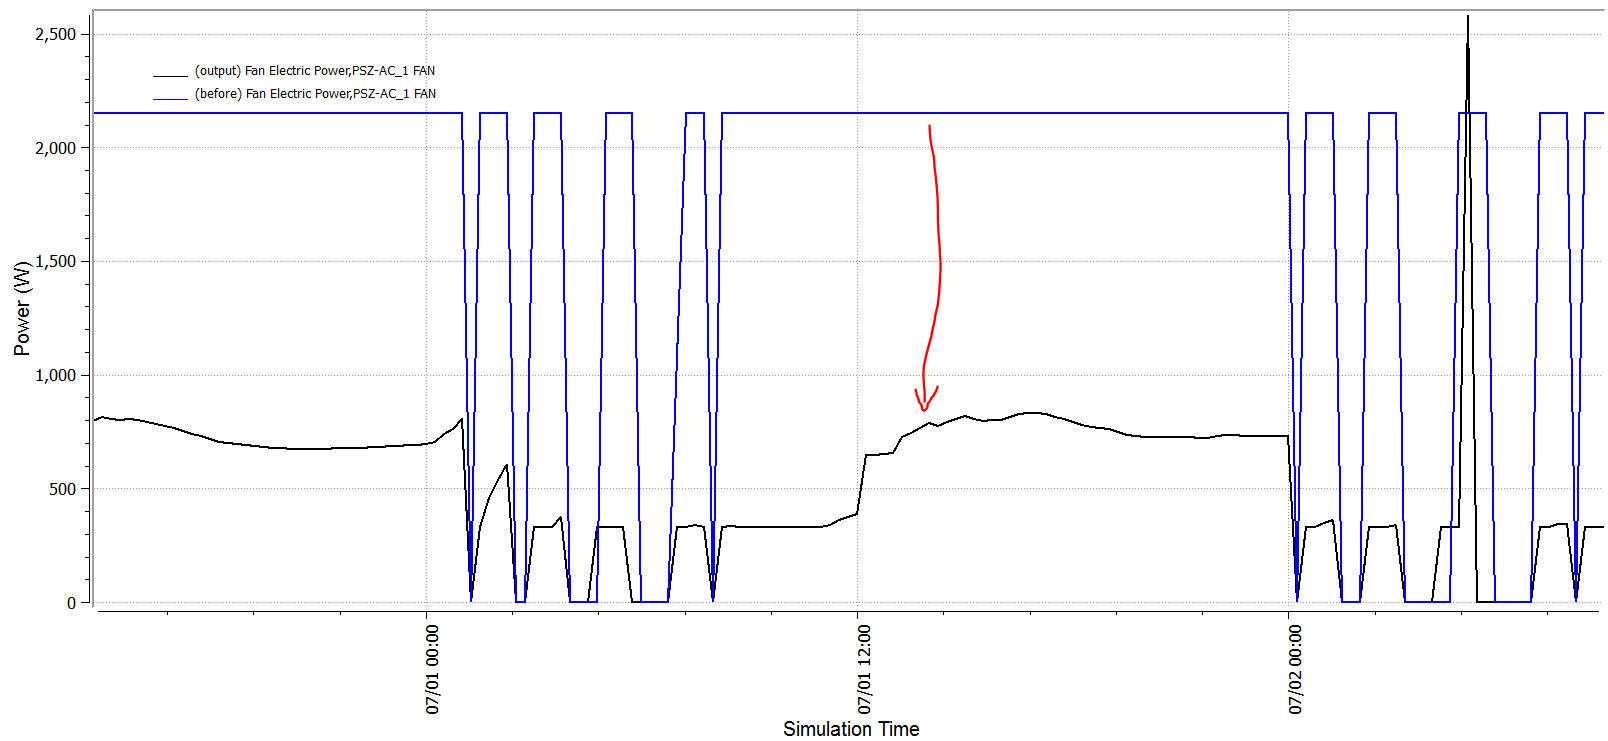 2,500
(output) Fan Electric Power,PSZ-AC_1 FAN
(before) Fan Electric Power,PSZ-AC_1 FAN
2,000
1,500
1,000
500
0
Power (W)
07/01 00:00
07/01 12:00
07/02 00:00
Simulation Time